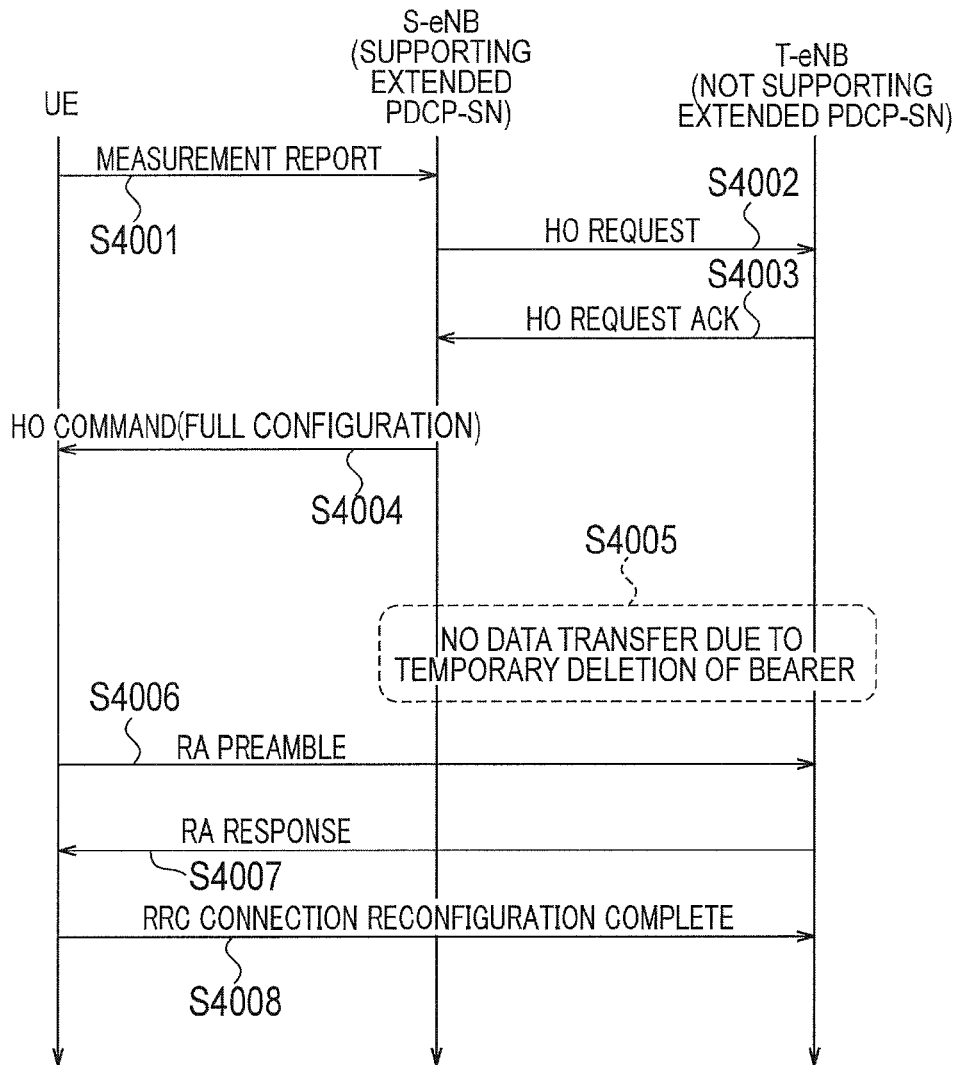 UE
S-eNB
(SUPPORTING
EXTENDED
PDCP-SN)
T-eNB
(NOT SUPPORTING
EXTENDED PDCP-SN)
MEASUREMENT REPORT
S4001
S4002
HO REQUEST
S4003
HO REQUEST ACK
HO COMMAND(FULL CONFIGURATION)
S4004
S4005
NO DATA TRANSFER DUE TO
TEMPORARY DELETION OF BEARER
S4006
RA PREAMBLE
RA RESPONSE
S4007
RRC CONNECTION RECONFIGURATION COMPLETE
S4008